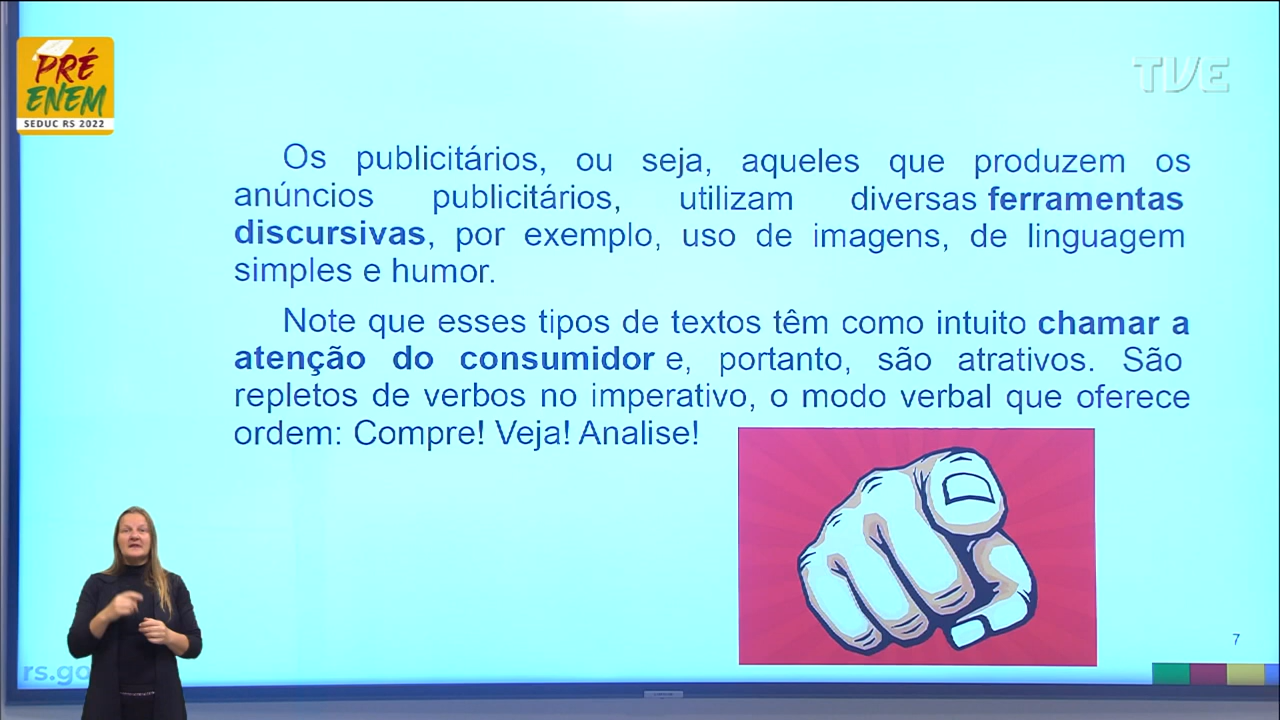 PRÉ
ENEM
SEDUC RS 2022
TVE
Os publicitários, ou seja, aqueles que produzem os
anúncios publicitários, utilizam diversas ferramentas
discursivas, por exemplo, uso de imagens, de linguagem
simples e humor.
Note que esses tipos de textos têm como intuito chamar a
atenção do consumidor e, portanto, são atrativos. São
repletos de verbos no imperativo, o modo verbal que oferece
ordem: Compre! Veja! Analise!
7
rs.go